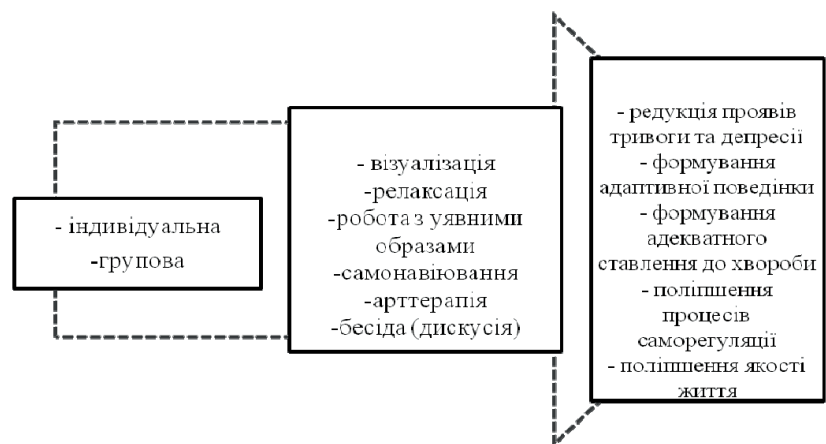 - індивідуальна
-групова
- візуалізація
-релаксація
-робота з уявними
образами
-самонавіювання
-арттерапія
-бесіда (дискусія)
- редукція проявів
тривоги та депресії
- формування
адаптивної поведінки
- формування
адекватного
ставлення до хвороби
- поліпшення
процесів
саморегуляції
- поліпшення якості
життя